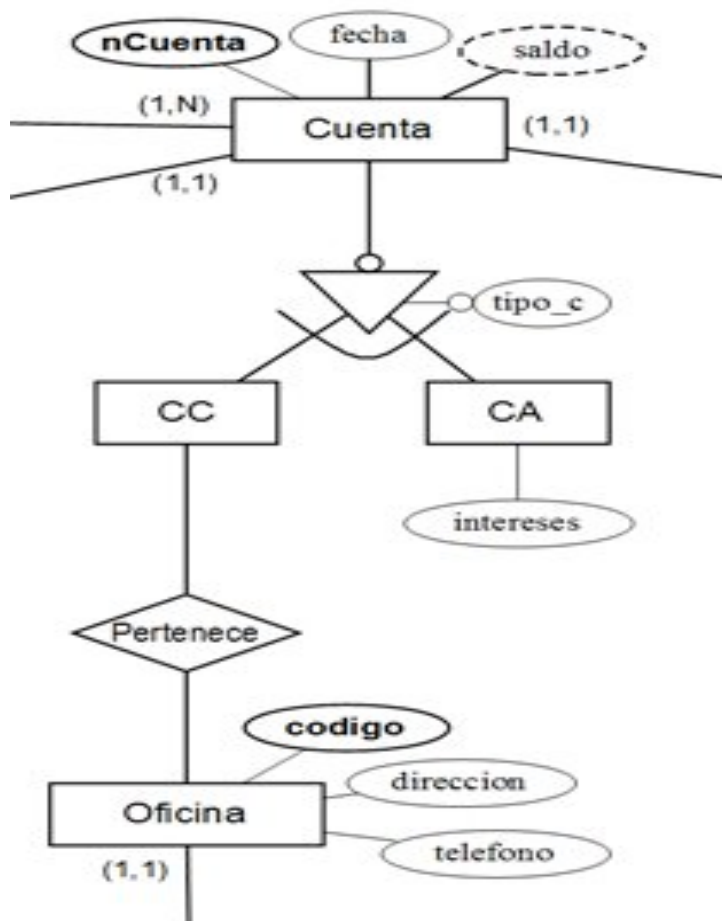 nCuenta
fecha
saldo
(1,N)
Cuenta
(1,1)
(1,1)
tipo_c
CC
CA
intereses
Pertenece
codigo
direccion
Oficina
telefono
(1,1)